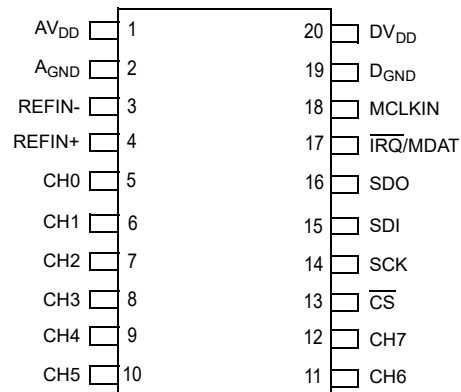 AVDD 1 20 DVDD
AGND 2 19 DGND
REFIN- 3 18 MCLKIN
REFIN+ 4 17 IRQ/MDAT
CH0 5 16 SDO
CH1 6 15 SDI
CH2 7 14 SCK
CH3 8 13 CS
CH4 9 12 CH7
CH5 10 11 CH6